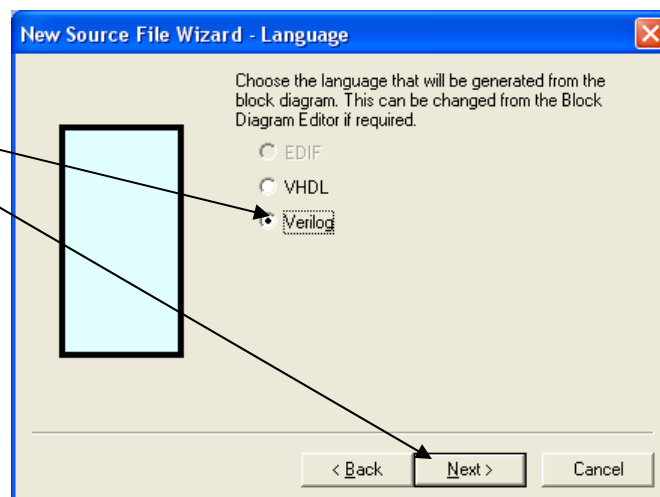 New Source File Wizard - Language
Choose the language that will be generated from the
block diagram. This can be changed from the Block
Diagram Editor if required.
EDIF
VHDL
Verilog
< Back Next > Cancel